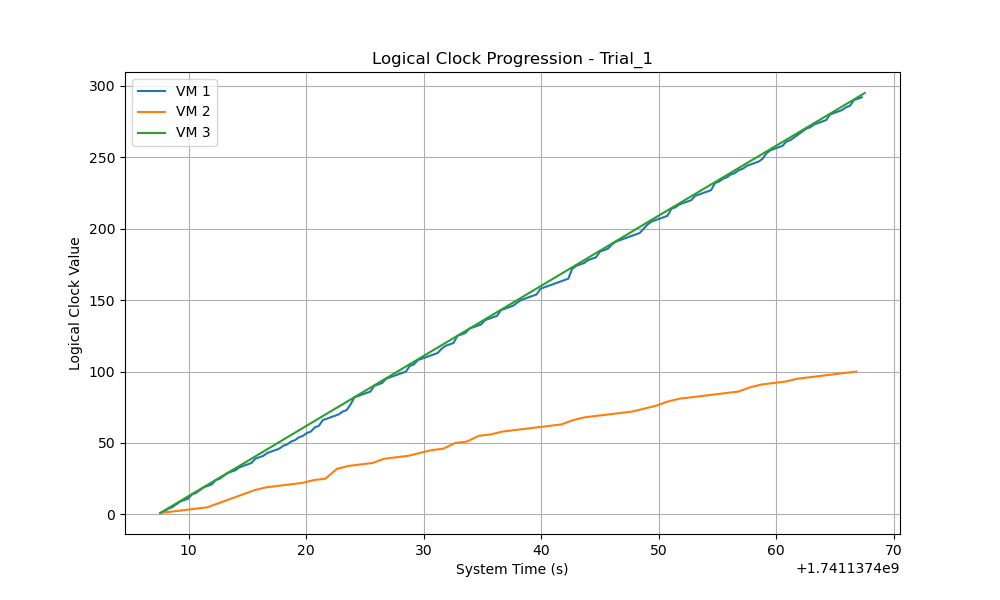 Logical Clock Progression - Trial_1
VM 1
VM 2
VM 3
Logical Clock Value
300
250
200
150
100
50
0
10 20 30 40 50 60 70
System Time (s)
+1.7411374e9